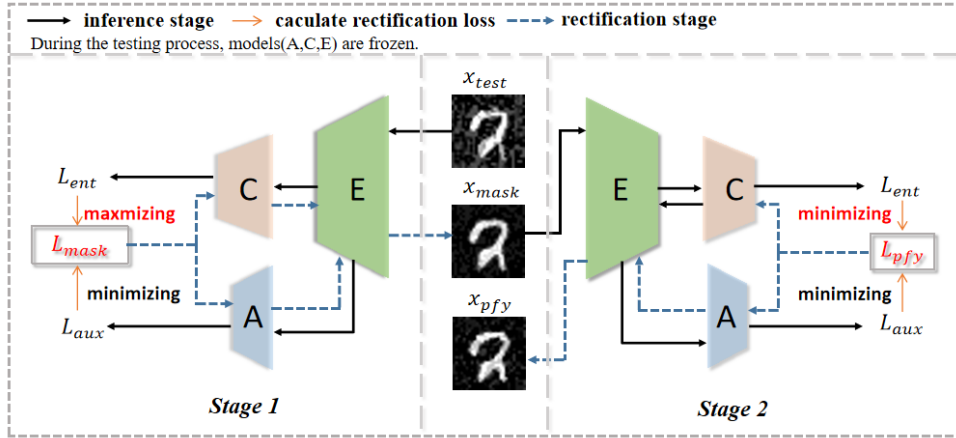 inference stage caculate rectification loss rectification stage
During the testing process, models(A,C,E) are frozen.
L_ent
maxmizing
L_mask
minimizing
L_aux
C
E
A
Stage 1
x_test
x_mask
x_pfy
E
C
A
L_ent
minimizing
L_pfy
minimizing
L_aux
Stage 2